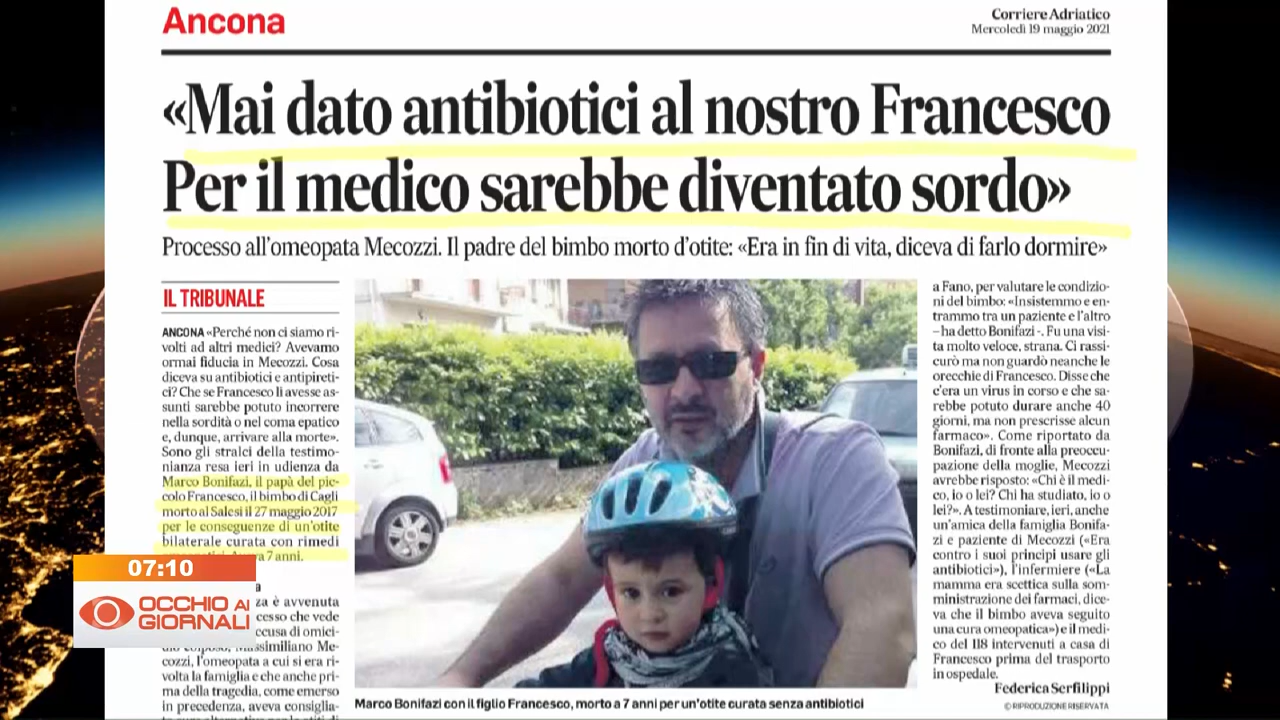 Ancona
Corriere Adriatico
Mercoledì 19 maggio 2021
«Mai dato antibiotici al nostro Francesco
Per il medico sarebbe diventato sordo»
Processo all'omeopata Mecozzi. Il padre del bimbo morto d'otite: «Era in fin di vita, diceva di farlo dormire»
IL TRIBUNALE
ANCONA «Perché non ci siamo ri-
volti ad altri medici? Avevamo
ormai fiducia in Mecozzi. Cosa
diceva su antibiotici e antipireti-
ci? Che se Francesco li avesse as-
sunti sarebbe potuto incorrere
nella sordità o nel coma epatico
e, dunque, arrivare alla morte».
Sono gli stralci della testimo-
nianza resa ieri in udienza da
Marco Bonifazi, il papà del pic-
colo Francesco, il bimbo di Cagli
morto al Salesi il 27 maggio 2017
per le conseguenze di un'otite
bilaterale curata con rimedi
a 7 anni.
a
za è avvenuta
cesso che vede
ccusa di omici-
Massimiliano Me-
cozzi, l'omeopata a cui si era ri-
volta la famiglia e che anche pri-
ma della tragedia, come emerso
in precedenza, aveva consiglia-
a Fano, per valutare le condizio-
ni del bimbo: «Insistemmo e en-
trammo tra un paziente e l'altro
– ha detto Bonifazi -. Fu una visi-
ta molto veloce, strana. Ci rassi-
curò ma non guardò neanche le
orecchie di Francesco. Disse che
c'era un virus in corso e che sa-
rebbe potuto durare anche 40
giorni, ma non prescrisse alcun
farmaco». Come riportato da
Bonifazi, di fronte alla preoccu-
pazione della moglie, Mecozzi
avrebbe risposto: «Chi è il medi-
co, io o lei? Chi ha studiato, io o
lei?». A testimoniare, ieri, anche
un'amica della famiglia Bonifa-
zi e paziente di Mecozzi («Era
contro i suoi principi usare gli
antibiotici»), l'infermiere («La
mamma era scettica sulla som-
ministrazione dei farmaci, dice-
va che il bimbo aveva seguito
una cura omeopatica») e il medi-
co del 118 intervenuti a casa di
Francesco prima del trasporto
in ospedale.
Federica Serfilippi
© RIPRODUZIONE RISERVATA
Marco Bonifazi con il figlio Francesco, morto a 7 anni per un'otite curata senza antibiotici
07:10
OCCHIO AI
GIORNALI